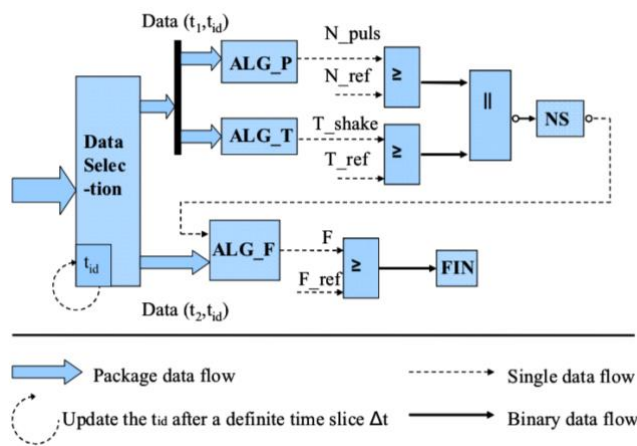 Data (t1,tid)
N_puls
ALG_P
N_ref
≥
||
Data
Selec
-tion
ALG_T
T_shake
T_ref
≥
NS
tid
ALG_F
F
F_ref
≥
FIN
Data (t2,tid)
Package data flow
Single data flow
Update the tid after a definite time slice Δt
Binary data flow